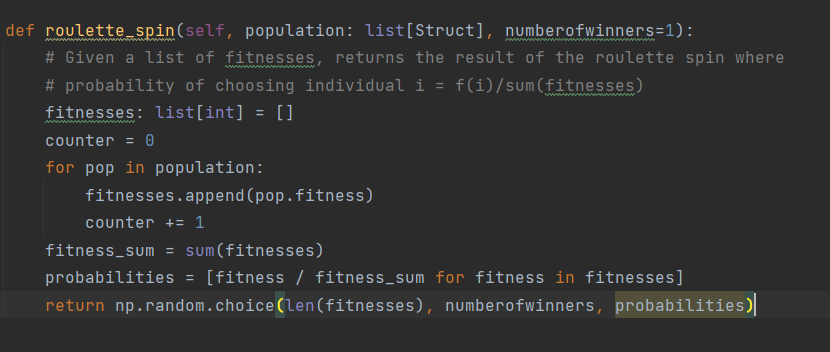 def roulette_spin(self, population: list[Struct], numberofwinners=1):
    # Given a list of fitnesses, returns the result of the roulette spin where
    # probability of choosing individual i = f(i)/sum(fitnesses)
    fitnesses: list[int] = []
    counter = 0
    for pop in population:
        fitnesses.append(pop.fitness)
        counter += 1
    fitness_sum = sum(fitnesses)
    probabilities = [fitness / fitness_sum for fitness in fitnesses]
    return np.random.choice(len(fitnesses), numberofwinners, probabilities)